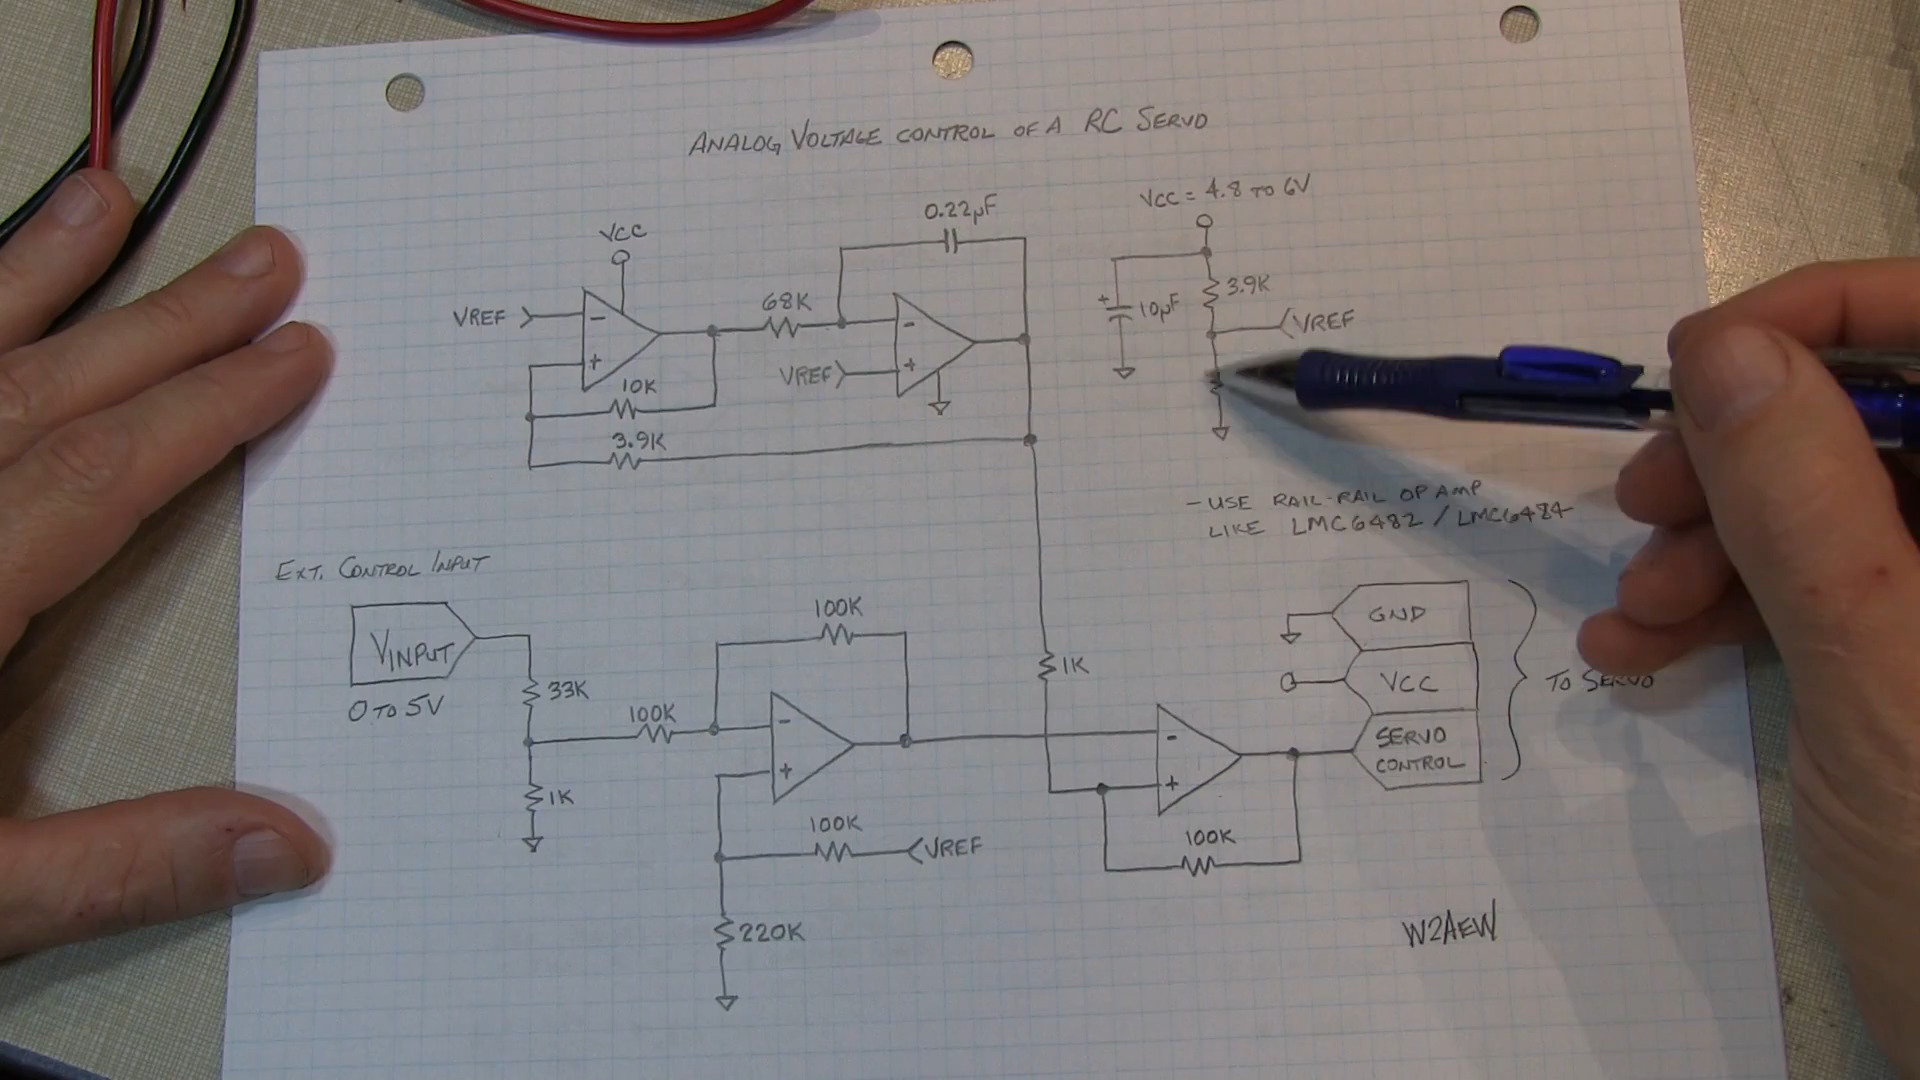 ANALOG VOLTAGE CONTROL OF A RC SERVO
VCC = 4.8 TO 6V
0.22µF
VCC
VREF
-
+
68K
-
+
VREF
10K
3.9K
+
10µF
3.9K
VREF
- USE RAIL-RAIL OP AMP
LIKE LMC6482 / LMC6484
EXT. CONTROL INPUT
VINPUT
0 TO 5V
33K
1K
100K
100K
-
+
100K
VREF
220K
1K
-
+
100K
GND
VCC
SERVO
CONTROL
TO SERVO
W2AEW